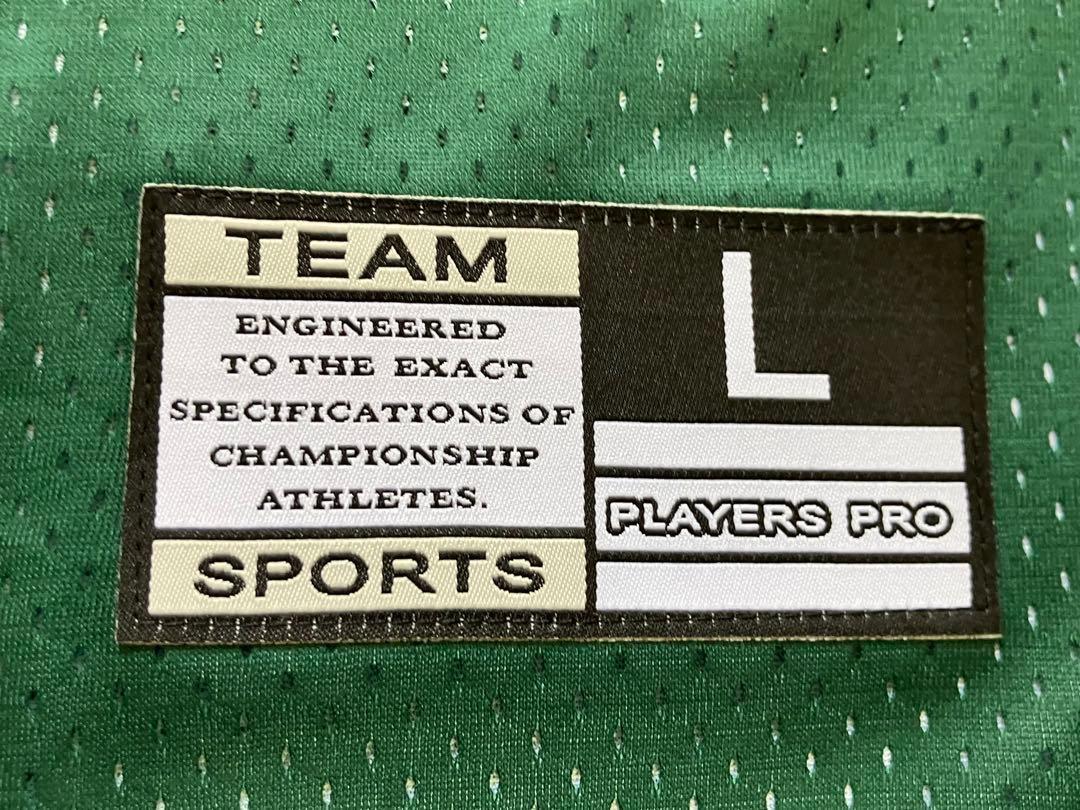 TEAM
ENGINEERED
TO THE EXACT
SPECIFICATIONS OF
CHAMPIONSHIP
ATHLETES.
SPORTS
L
PLAYERS PRO